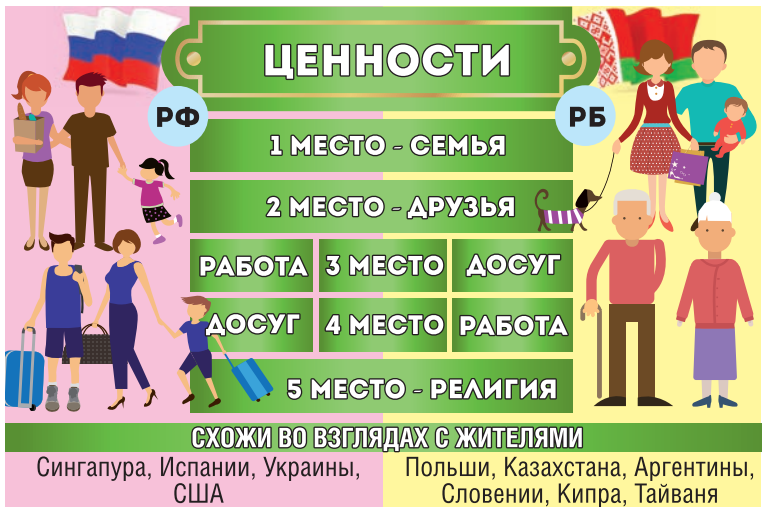 ЦЕННОСТИ
РФ
РБ
1 МЕСТО - СЕМЬЯ
2 МЕСТО - ДРУЗЬЯ
РАБОТА 3 МЕСТО ДОСУГ
ДОСУГ 4 МЕСТО РАБОТА
5 МЕСТО - РЕЛИГИЯ
СХОЖИ ВО ВЗГЛЯДАХ С ЖИТЕЛЯМИ
Сингапура, Испании, Украины,
США
Польши, Казахстана, Аргентины,
Словении, Кипра, Тайваня